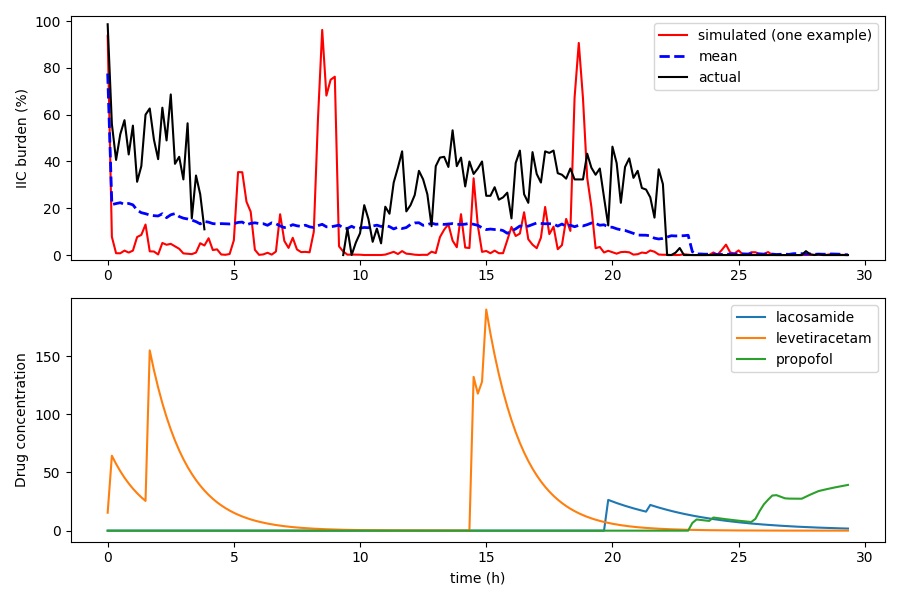 100
80
60
40
20
0
IIC burden (%)
simulated (one example)
mean
actual
0 5 10 15 20 25 30
150
100
50
0
Drug concentration
lacosamide
levetiracetam
propofol
0 5 10 15 20 25 30
time (h)